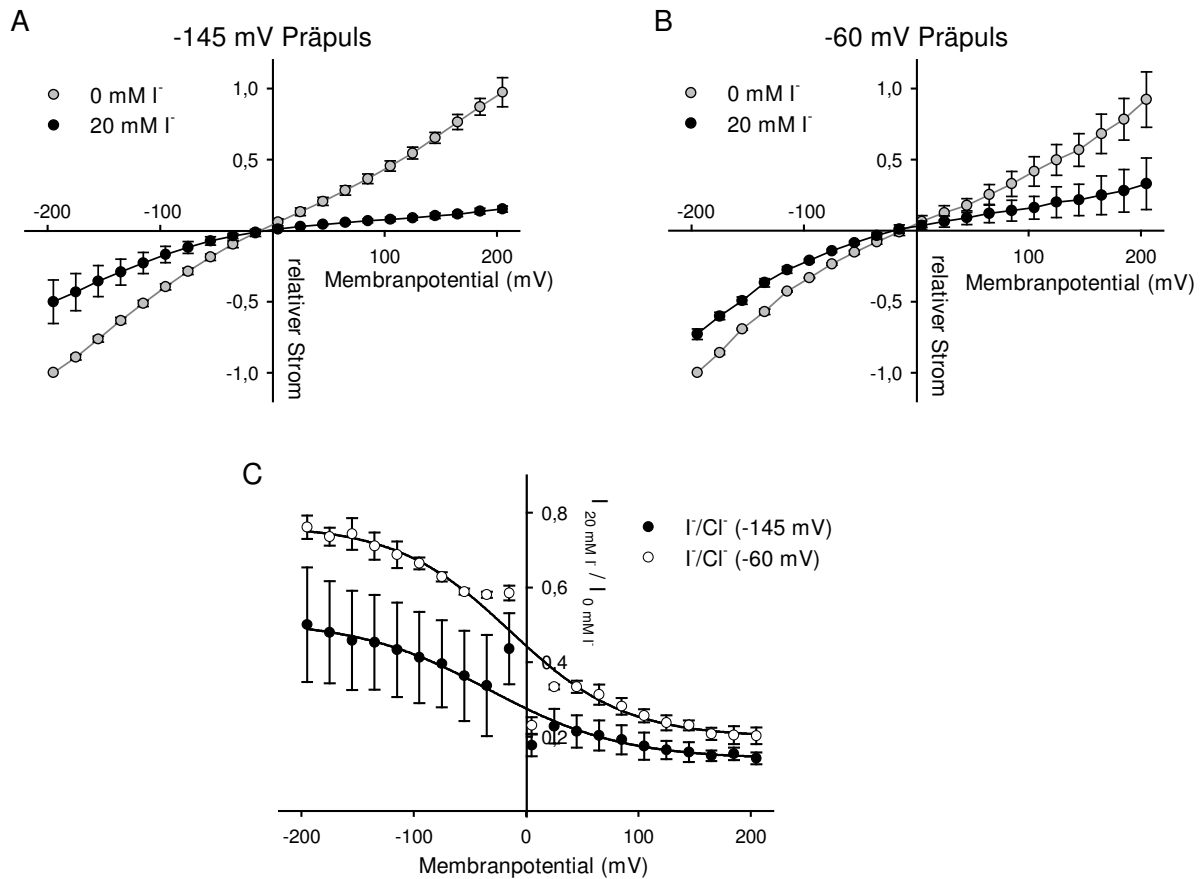 A
-145 mV Präpuls
0 mM I⁻
20 mM I⁻
1,0
0,5
-200
-100
100
200
Membranpotential (mV)
-0,5
-1,0
relativer Strom
B
-60 mV Präpuls
0 mM I⁻
20 mM I⁻
1,0
0,5
-200
-100
100
200
Membranpotential (mV)
-0,5
-1,0
relativer Strom
C
0,8
0,6
0,4
0,2
I 20 mM I⁻ / I 0 mM I⁻
I⁻/Cl⁻ (-145 mV)
I⁻/Cl⁻ (-60 mV)
-200
-100
0
100
200
Membranpotential (mV)